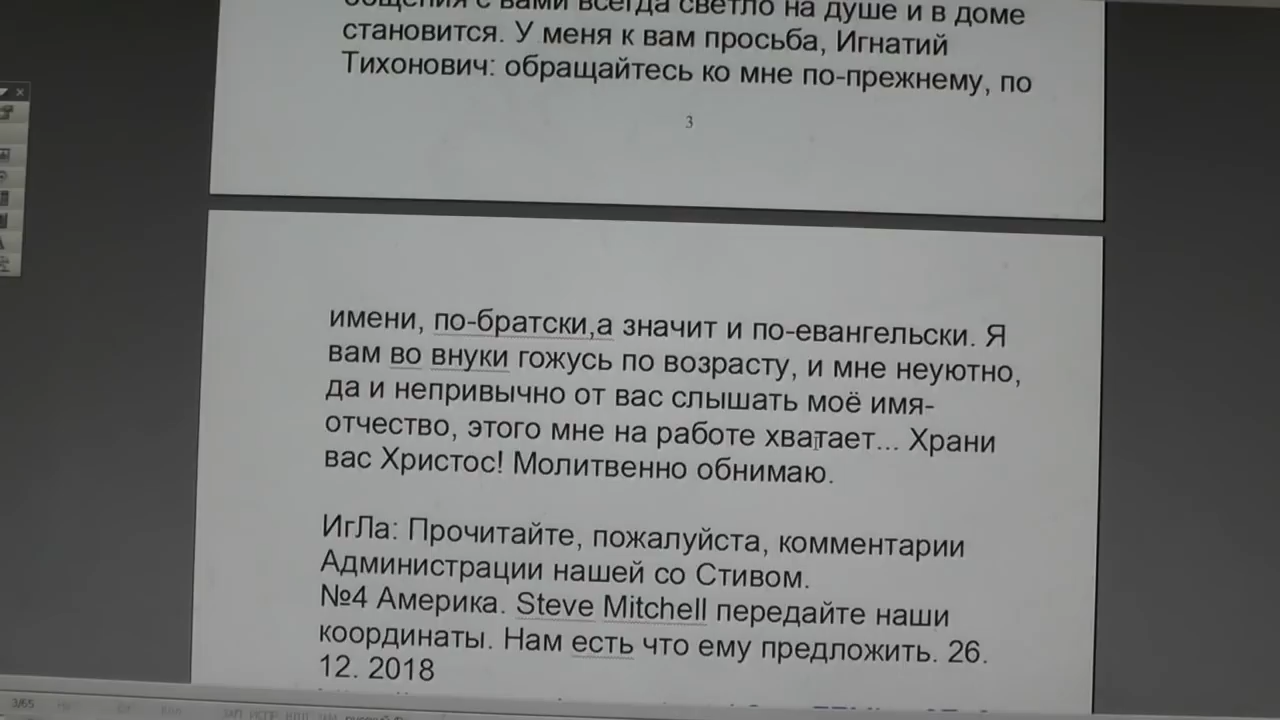 общения с вами всегда светло на душе и в доме
становится. У меня к вам просьба, Игнатий
Тихонович: обращайтесь ко мне по-прежнему, по
3
имени, по-братски,а значит и по-евангельски. Я
вам во внуки гожусь по возрасту, и мне неуютно,
да и непривычно от вас слышать моё имя-
отчество, этого мне на работе хватает... Храни
вас Христос! Молитвенно обнимаю.
ИгЛа: Прочитайте, пожалуйста, комментарии
Администрации нашей со Стивом.
№4 Америка. Steve Mitchell передайте наши
координаты. Нам есть что ему предложить. 26.
12. 2018
3/65